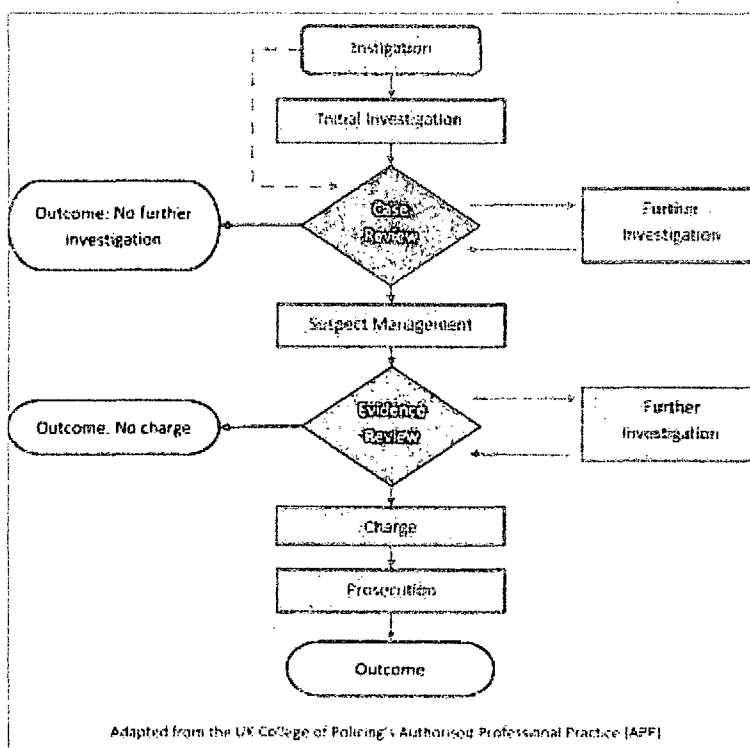 Instigation
Initial Investigation
Case
Review
Outcome: No further
investigation
Further
Investigation
Suspect Management
Evidence
Review
Outcome: No charge
Further
Investigation
Charge
Prosecution
Outcome
Adapted from the UK College of Policing's Authorised Professional Practice (APP)